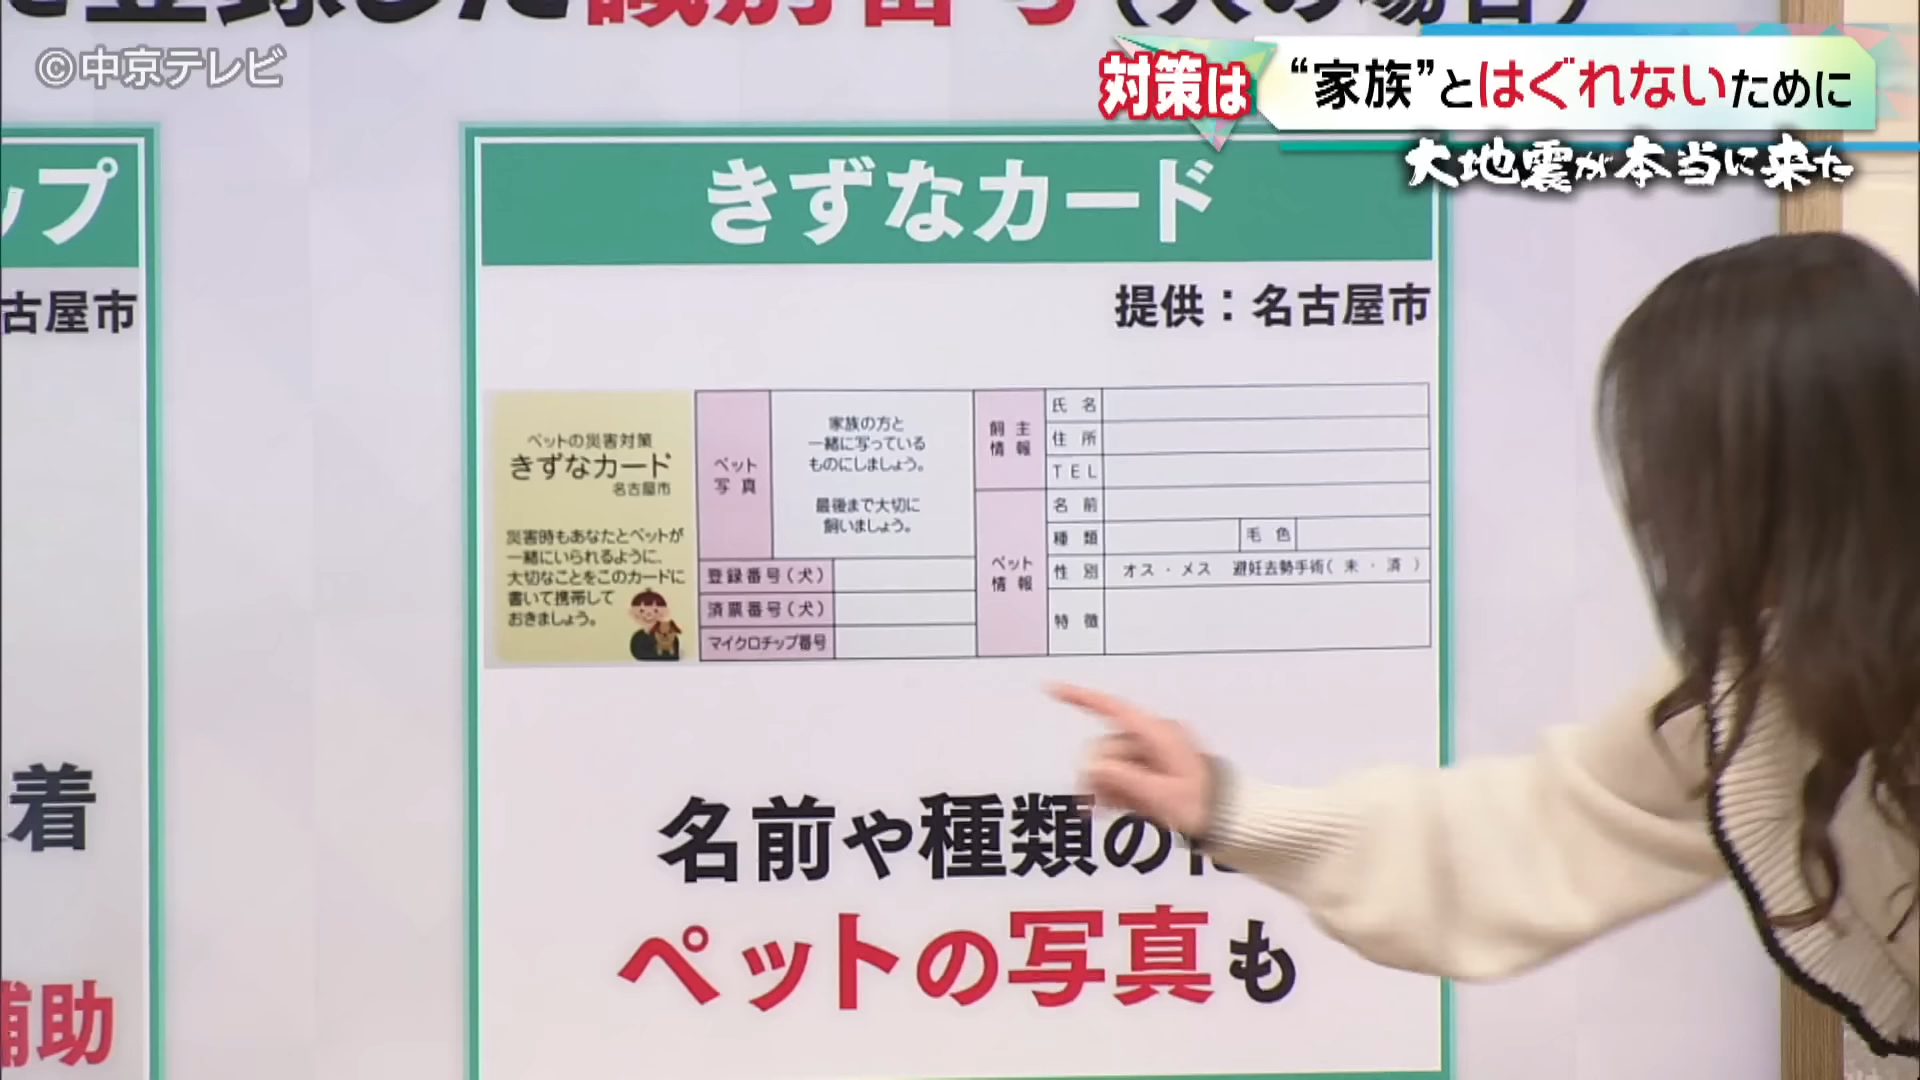 ©中京テレビ
対策は
“家族”とはぐれないために
大地震が本当に来た
ップ
古屋市
着
補助
きずなカード
提供：名古屋市
ペットの災害対策
きずなカード
名古屋市
災害時もあなたとペットが
一緒にいられるように、
大切なことをこのカードに
書いて携帯して
おきましょう。
ペット
写真
家族の方と
一緒に写っている
ものにしましょう。
最後まで大切に
飼いましょう。
登録番号(犬)
済票番号(犬)
マイクロチップ番号
飼主
情報
氏名
住所
TEL
ペット
情報
名前
種類
毛色
性別 オス・メス 避妊去勢手術(未・済)
特徴
名前や種類の
ペットの写真も